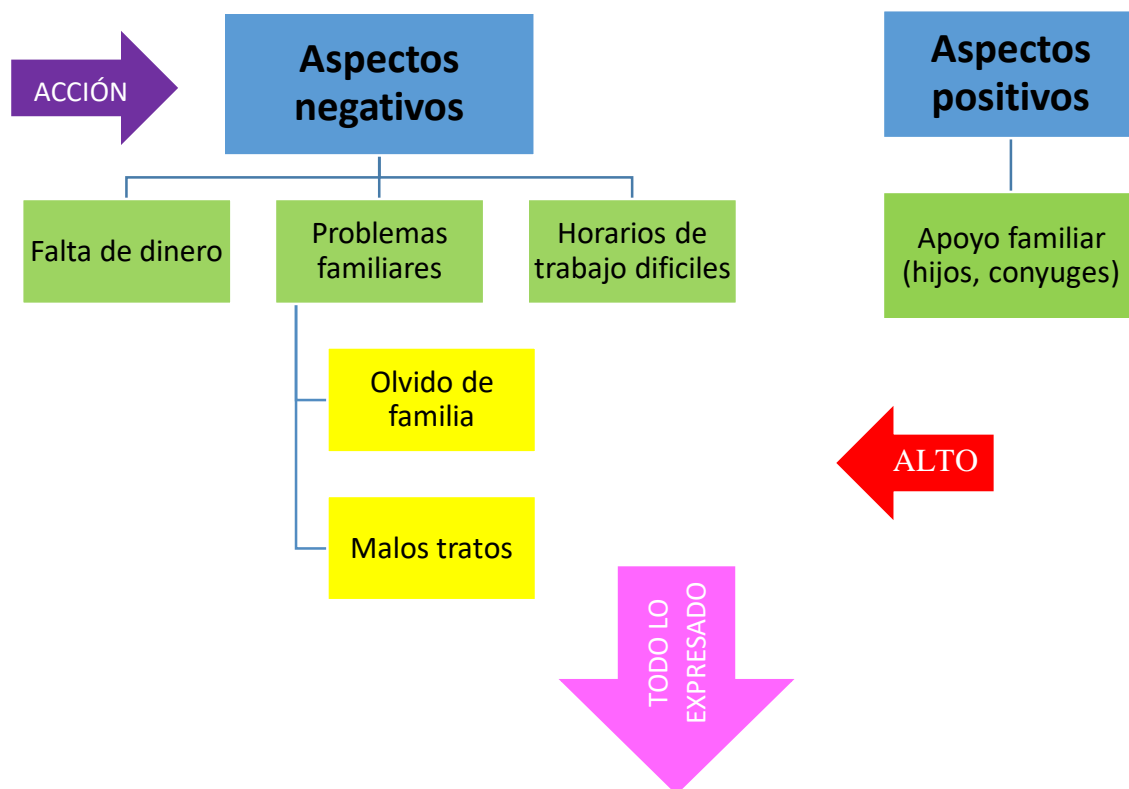 ACCIÓN
Aspectos
negativos
Aspectos
positivos
Falta de dinero
Problemas
familiares
Horarios de
trabajo dificiles
Apoyo familiar
(hijos, conyuges)
Olvido de
familia
ALTO
Malos tratos
TODO LO
EXPRESADO